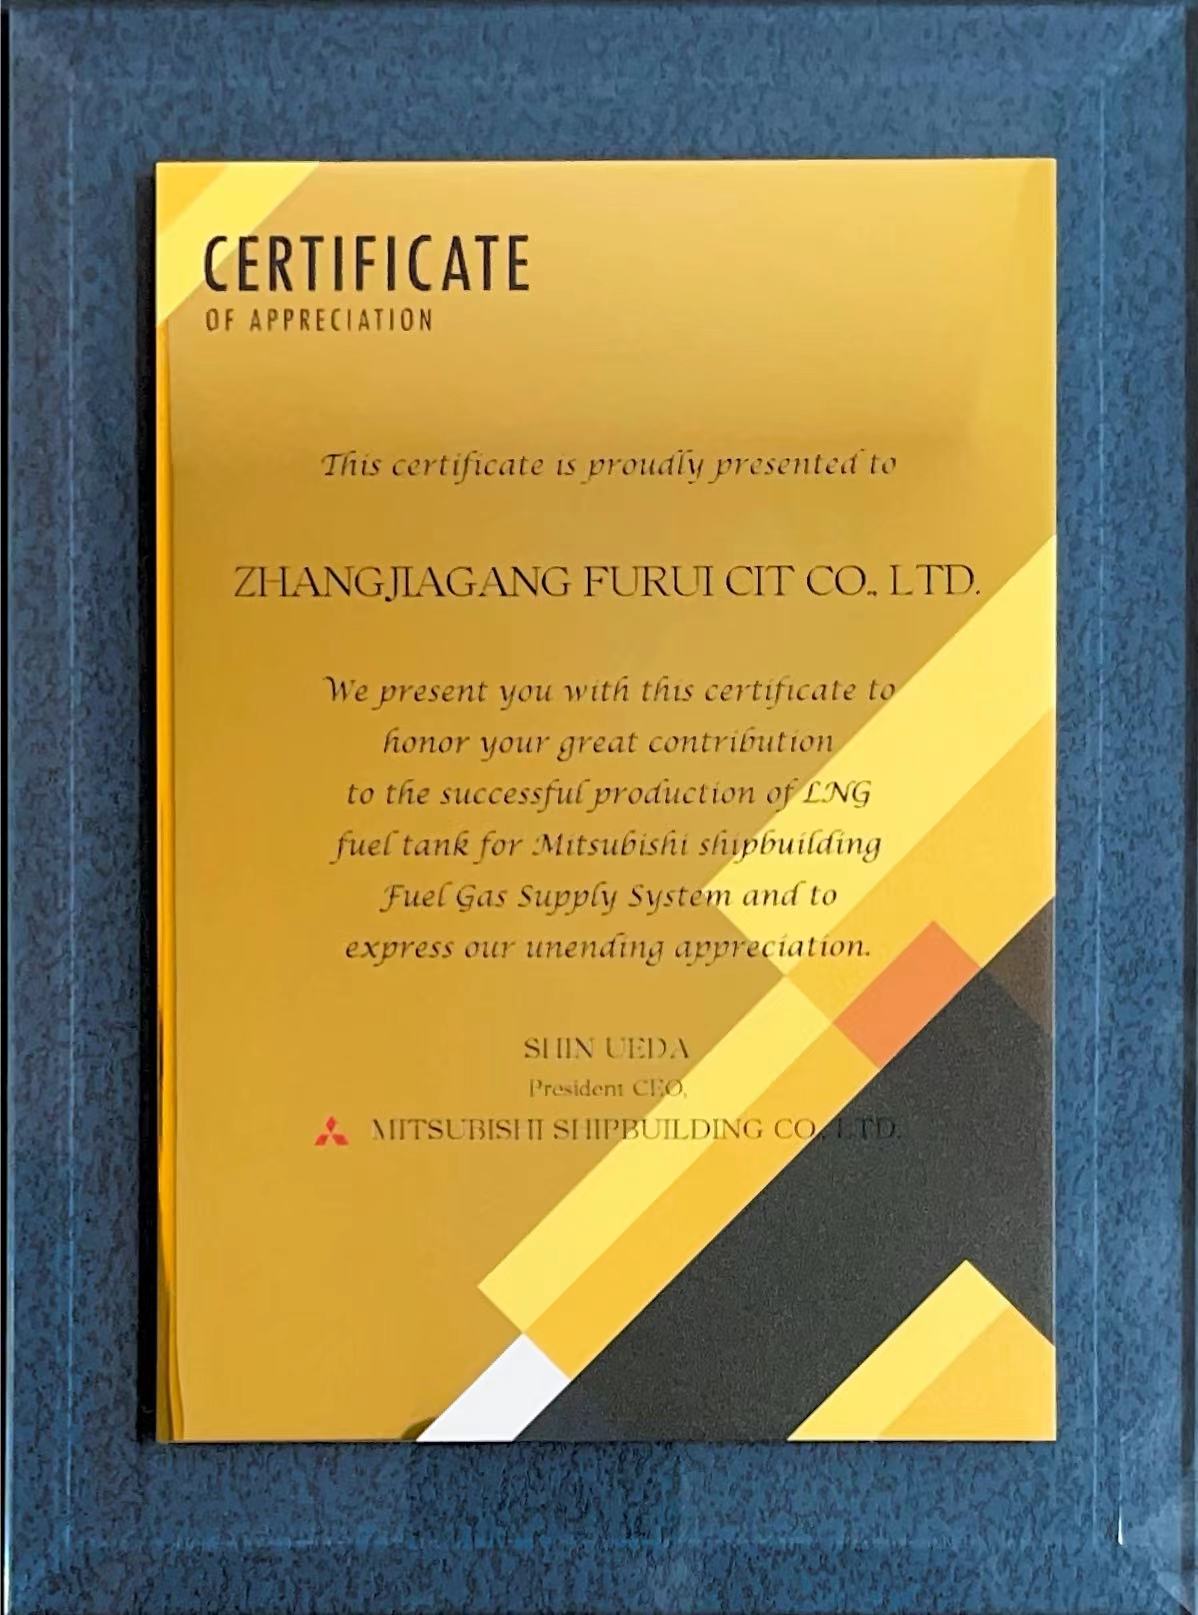 CERTIFICATE
OF APPRECIATION
This certificate is proudly presented to
ZHANGJIAGANG FURUI CIT CO., LTD.
We present you with this certificate to
honor your great contribution
to the successful production of LNG
fuel tank for Mitsubishi shipbuilding
Fuel Gas Supply System and to
express our unending appreciation.
SHIN UEDA
President CEO,
MITSUBISHI SHIPBUILDING CO., LTD.